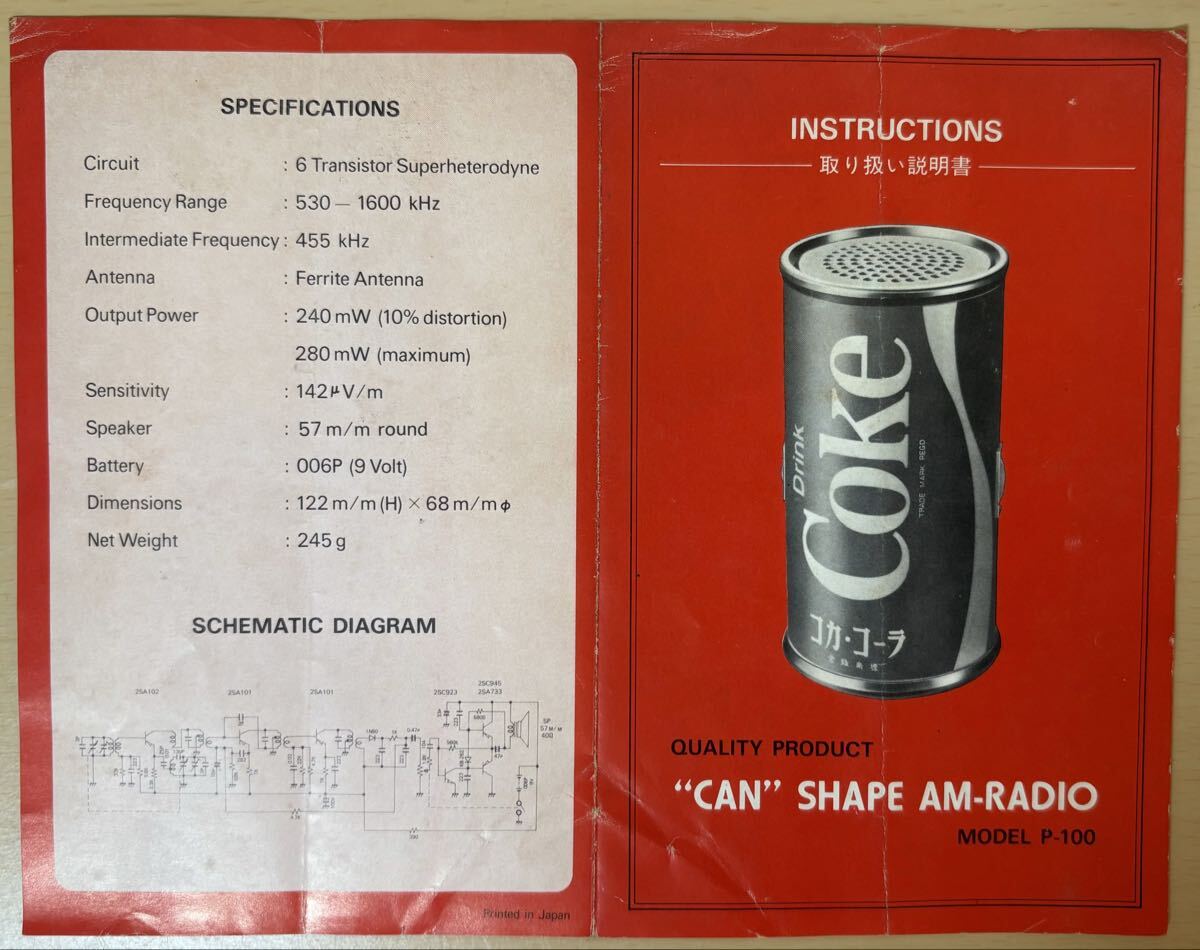 SPECIFICATIONS
Circuit : 6 Transistor Superheterodyne
Frequency Range : 530 — 1600 kHz
Intermediate Frequency : 455 kHz
Antenna : Ferrite Antenna
Output Power : 240 mW (10% distortion)
280 mW (maximum)
Sensitivity : 142μV/m
Speaker : 57 m/m round
Battery : 006P (9 Volt)
Dimensions : 122 m/m (H) × 68 m/m φ
Net Weight : 245 g
SCHEMATIC DIAGRAM
2SA102 2SA101 2SA101 2SC923 2SC945
2SA733
SP
57M/M
1N60
390
Printed in Japan
INSTRUCTIONS
取り扱い説明書
Drink
Coke
TRADE MARK REGD
コカ・コーラ
QUALITY PRODUCT
“CAN” SHAPE AM-RADIO
MODEL P-100